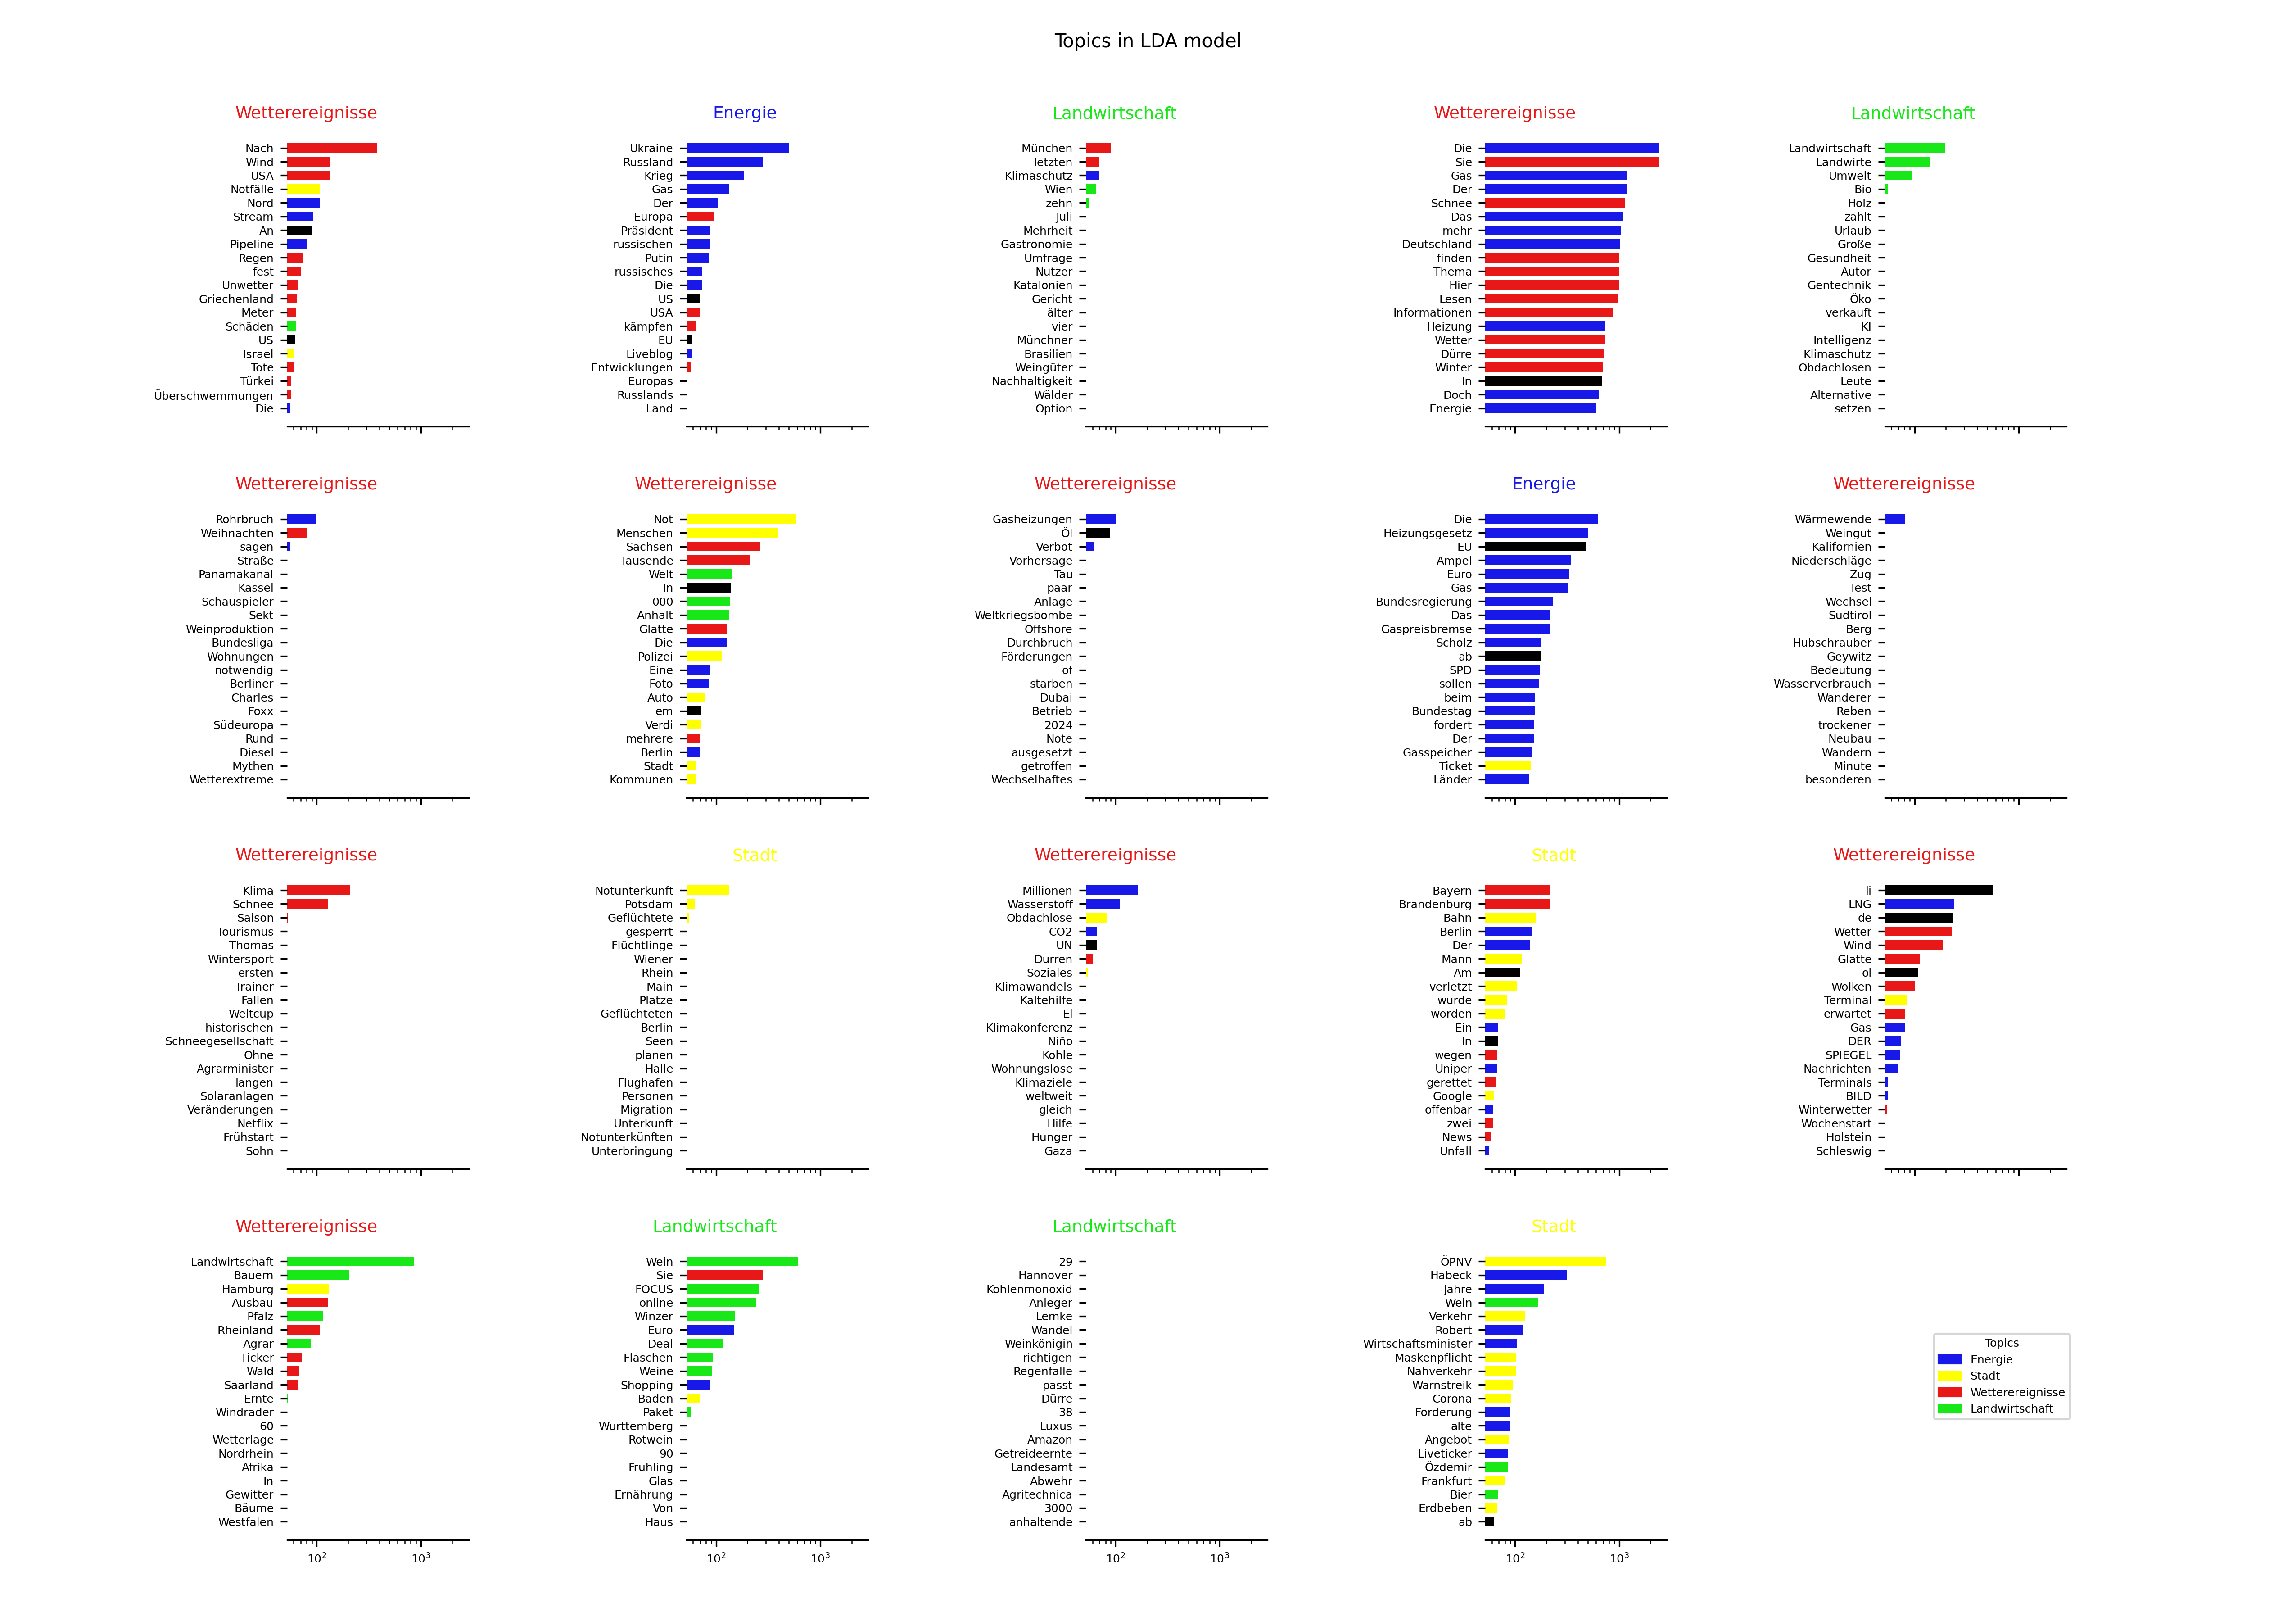 Topics in LDA model
Wetterereignisse
Nach
Wind
USA
Notfälle
Nord
Stream
An
Pipeline
Regen
fest
Unwetter
Griechenland
Meter
Schäden
US
Israel
Tote
Türkei
Überschwemmungen
Die
Energie
Ukraine
Russland
Krieg
Gas
Der
Europa
Präsident
russischen
Putin
russisches
Die
US
USA
kämpfen
EU
Liveblog
Entwicklungen
Europas
Russlands
Land
Landwirtschaft
München
letzten
Klimaschutz
Wien
zehn
Juli
Mehrheit
Gastronomie
Umfrage
Nutzer
Katalonien
Gericht
älter
vier
Münchner
Brasilien
Weingüter
Nachhaltigkeit
Wälder
Option
Wetterereignisse
Die
Sie
Gas
Der
Schnee
Das
mehr
Deutschland
finden
Thema
Hier
Lesen
Informationen
Heizung
Wetter
Dürre
Winter
In
Doch
Energie
Landwirtschaft
Landwirtschaft
Landwirte
Umwelt
Bio
Holz
zahlt
Urlaub
Große
Gesundheit
Autor
Gentechnik
Öko
verkauft
KI
Intelligenz
Klimaschutz
Obdachlosen
Leute
Alternative
setzen
Wetterereignisse
Rohrbruch
Weihnachten
sagen
Straße
Panamakanal
Kassel
Schauspieler
Sekt
Weinproduktion
Bundesliga
Wohnungen
notwendig
Berliner
Charles
Foxx
Südeuropa
Rund
Diesel
Mythen
Wetterextreme
Wetterereignisse
Not
Menschen
Sachsen
Tausende
Welt
In
000
Anhalt
Glätte
Die
Polizei
Eine
Foto
Auto
em
Verdi
mehrere
Berlin
Stadt
Kommunen
Wetterereignisse
Gasheizungen
Öl
Verbot
Vorhersage
Tau
paar
Anlage
Weltkriegsbombe
Offshore
Durchbruch
Förderungen
of
starben
Dubai
Betrieb
2024
Note
ausgesetzt
getroffen
Wechselhaftes
Energie
Die
Heizungsgesetz
EU
Ampel
Euro
Gas
Bundesregierung
Das
Gaspreisbremse
Scholz
ab
SPD
sollen
beim
Bundestag
fordert
Der
Gasspeicher
Ticket
Länder
Wetterereignisse
Wärmewende
Weingut
Kalifornien
Niederschläge
Zug
Test
Wechsel
Südtirol
Berg
Hubschrauber
Geywitz
Bedeutung
Wasserverbrauch
Wanderer
Reben
trockener
Neubau
Wandern
Minute
besonderen
Wetterereignisse
Klima
Schnee
Saison
Tourismus
Thomas
Wintersport
ersten
Trainer
Fällen
Weltcup
historischen
Schneegesellschaft
Ohne
Agrarminister
langen
Solaranlagen
Veränderungen
Netflix
Frühstart
Sohn
Stadt
Notunterkunft
Potsdam
Geflüchtete
gesperrt
Flüchtlinge
Wiener
Rhein
Main
Plätze
Geflüchteten
Berlin
Seen
planen
Halle
Flughafen
Personen
Migration
Unterkunft
Notunterkünften
Unterbringung
Wetterereignisse
Millionen
Wasserstoff
Obdachlose
CO2
UN
Dürren
Soziales
Klimawandels
Kältehilfe
El
Klimakonferenz
Niño
Kohle
Wohnungslose
Klimaziele
weltweit
gleich
Hilfe
Hunger
Gaza
Stadt
Bayern
Brandenburg
Bahn
Berlin
Der
Mann
Am
verletzt
wurde
worden
Ein
In
wegen
Uniper
gerettet
Google
offenbar
zwei
News
Unfall
Wetterereignisse
li
LNG
de
Wetter
Wind
Glätte
ol
Wolken
Terminal
erwartet
Gas
DER
SPIEGEL
Nachrichten
Terminals
BILD
Winterwetter
Wochenstart
Holstein
Schleswig
Wetterereignisse
Landwirtschaft
Bauern
Hamburg
Ausbau
Pfalz
Rheinland
Agrar
Ticker
Wald
Saarland
Ernte
Windräder
60
Wetterlage
Nordrhein
Afrika
In
Gewitter
Bäume
Westfalen
10² 10³
Landwirtschaft
Wein
Sie
FOCUS
online
Winzer
Euro
Deal
Flaschen
Weine
Shopping
Baden
Paket
Württemberg
Rotwein
90
Frühling
Glas
Ernährung
Von
Haus
10² 10³
Landwirtschaft
29
Hannover
Kohlenmonoxid
Anleger
Lemke
Wandel
Weinkönigin
richtigen
Regenfälle
passt
Dürre
38
Luxus
Amazon
Getreideernte
Landesamt
Abwehr
Agritechnica
3000
anhaltende
10² 10³
Stadt
ÖPNV
Habeck
Jahre
Wein
Verkehr
Robert
Wirtschaftsminister
Maskenpflicht
Nahverkehr
Warnstreik
Corona
Förderung
alte
Angebot
Liveticker
Özdemir
Frankfurt
Bier
Erdbeben
ab
10² 10³
Topics
Energie
Stadt
Wetterereignisse
Landwirtschaft